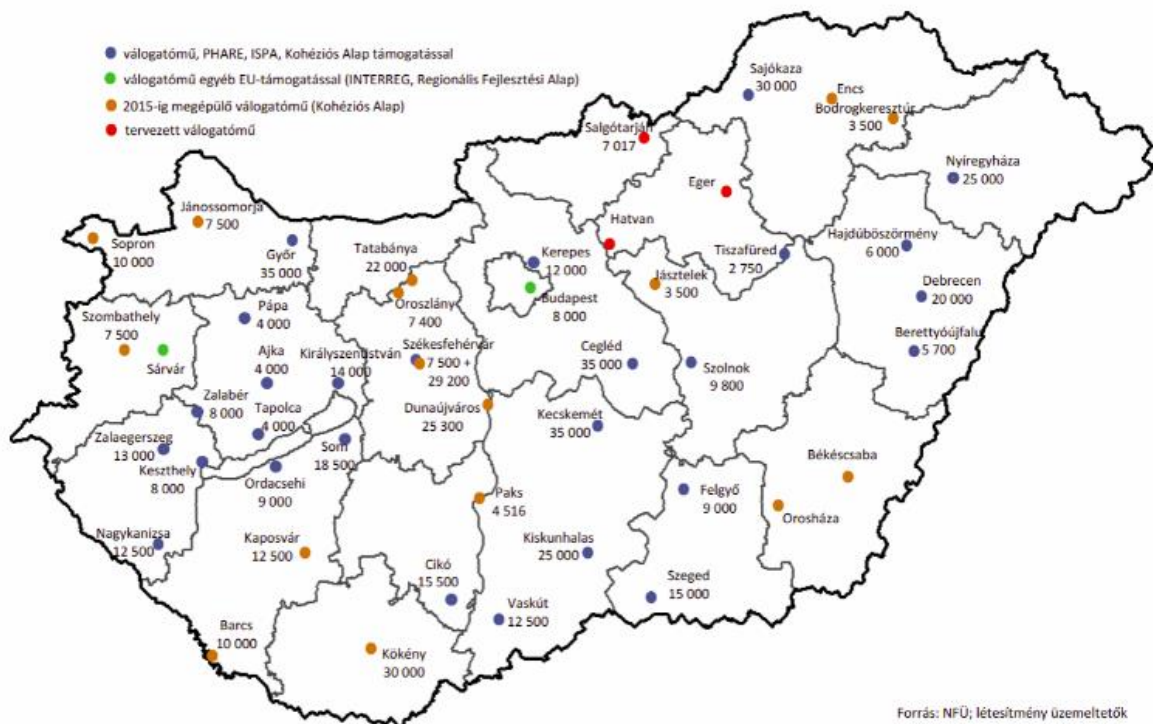 válogatómű, PHARE, ISPA, Kohéziós Alap támogatással
válogatómű egyéb EU-támogatással (INTERREG, Regionális Fejlesztési Alap)
2015-ig megépülő válogatómű (Kohéziós Alap)
tervezett válogatómű
Sajókaza
30 000
Encs
Bodrogkeresztúr
3 500
Salgótarján
7 017
Nyíregyháza
25 000
Eger
Jánossomorja
7 500
Sopron
10 000
Győr
35 000
Hatvan
Tatabánya
22 000
Kerepes
12 000
Tiszafüred
2 750
Hajdúböszörmény
6 000
Jásztelek
3 500
Debrecen
20 000
Budapest
8 000
Oroszlány
7 400
Pápa
4 000
Szombathely
7 500
Sárvár
Ajka
4 000
Királyszentistván
14 000
Székesfehérvár
7 500 +
29 200
Cegléd
35 000
Szolnok
9 800
Berettyóújfalu
5 700
Zalabér
8 000
Tapolca
4 000
Dunaújváros
25 300
Kecskemét
35 000
Zalaegerszeg
13 000
Keszthely
8 000
Som
18 500
Ordacsehi
9 000
Békéscsaba
Paks
4 516
Felgyő
9 000
Orosháza
Nagykanizsa
12 500
Kaposvár
12 500
Kiskunhalas
25 000
Cikó
15 500
Szeged
15 000
Vaskút
12 500
Barcs
10 000
Kökény
30 000
Forrás: NFÜ; létesítmény üzemeltetők